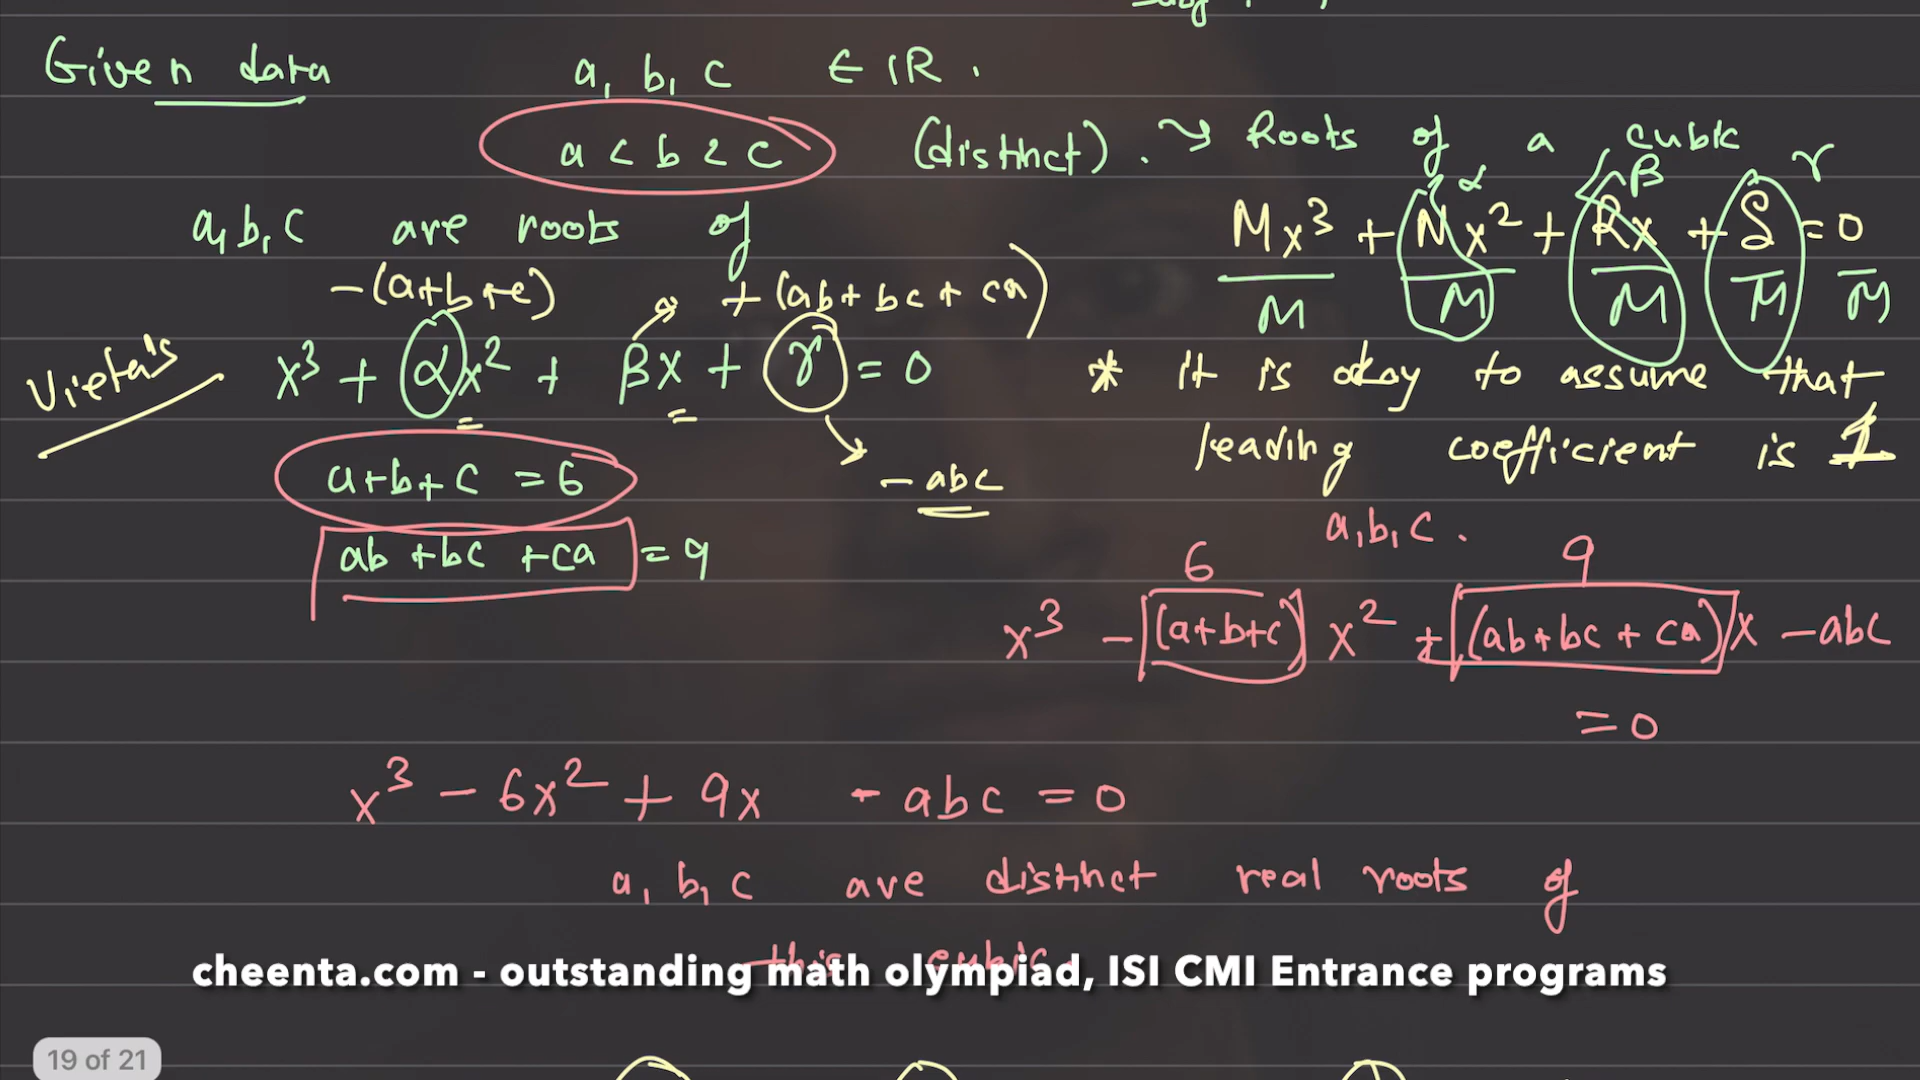 Given data a, b, c ∈ IR.
a < b < c (distinct). → Roots of a cubic
a, b, c are roots of
α β γ
Mx³ + Nx² + Rx + S = 0
M M M M M
-(a+b+c) + (ab+bc+ca)
Vieta's x³ + αx² + βx + γ = 0
* it is okay to assume that
leading coefficient is 1
a+b+c = 6
- abc
ab +bc +ca = 9
a, b, c.
6 9
x³ - (a+b+c) x² + (ab+bc+ca)x - abc
= 0
x³ - 6x² + 9x - abc = 0
a, b, c are distinct real roots of
this cubic.
cheenta.com - outstanding math olympiad, ISI CMI Entrance programs
19 of 21